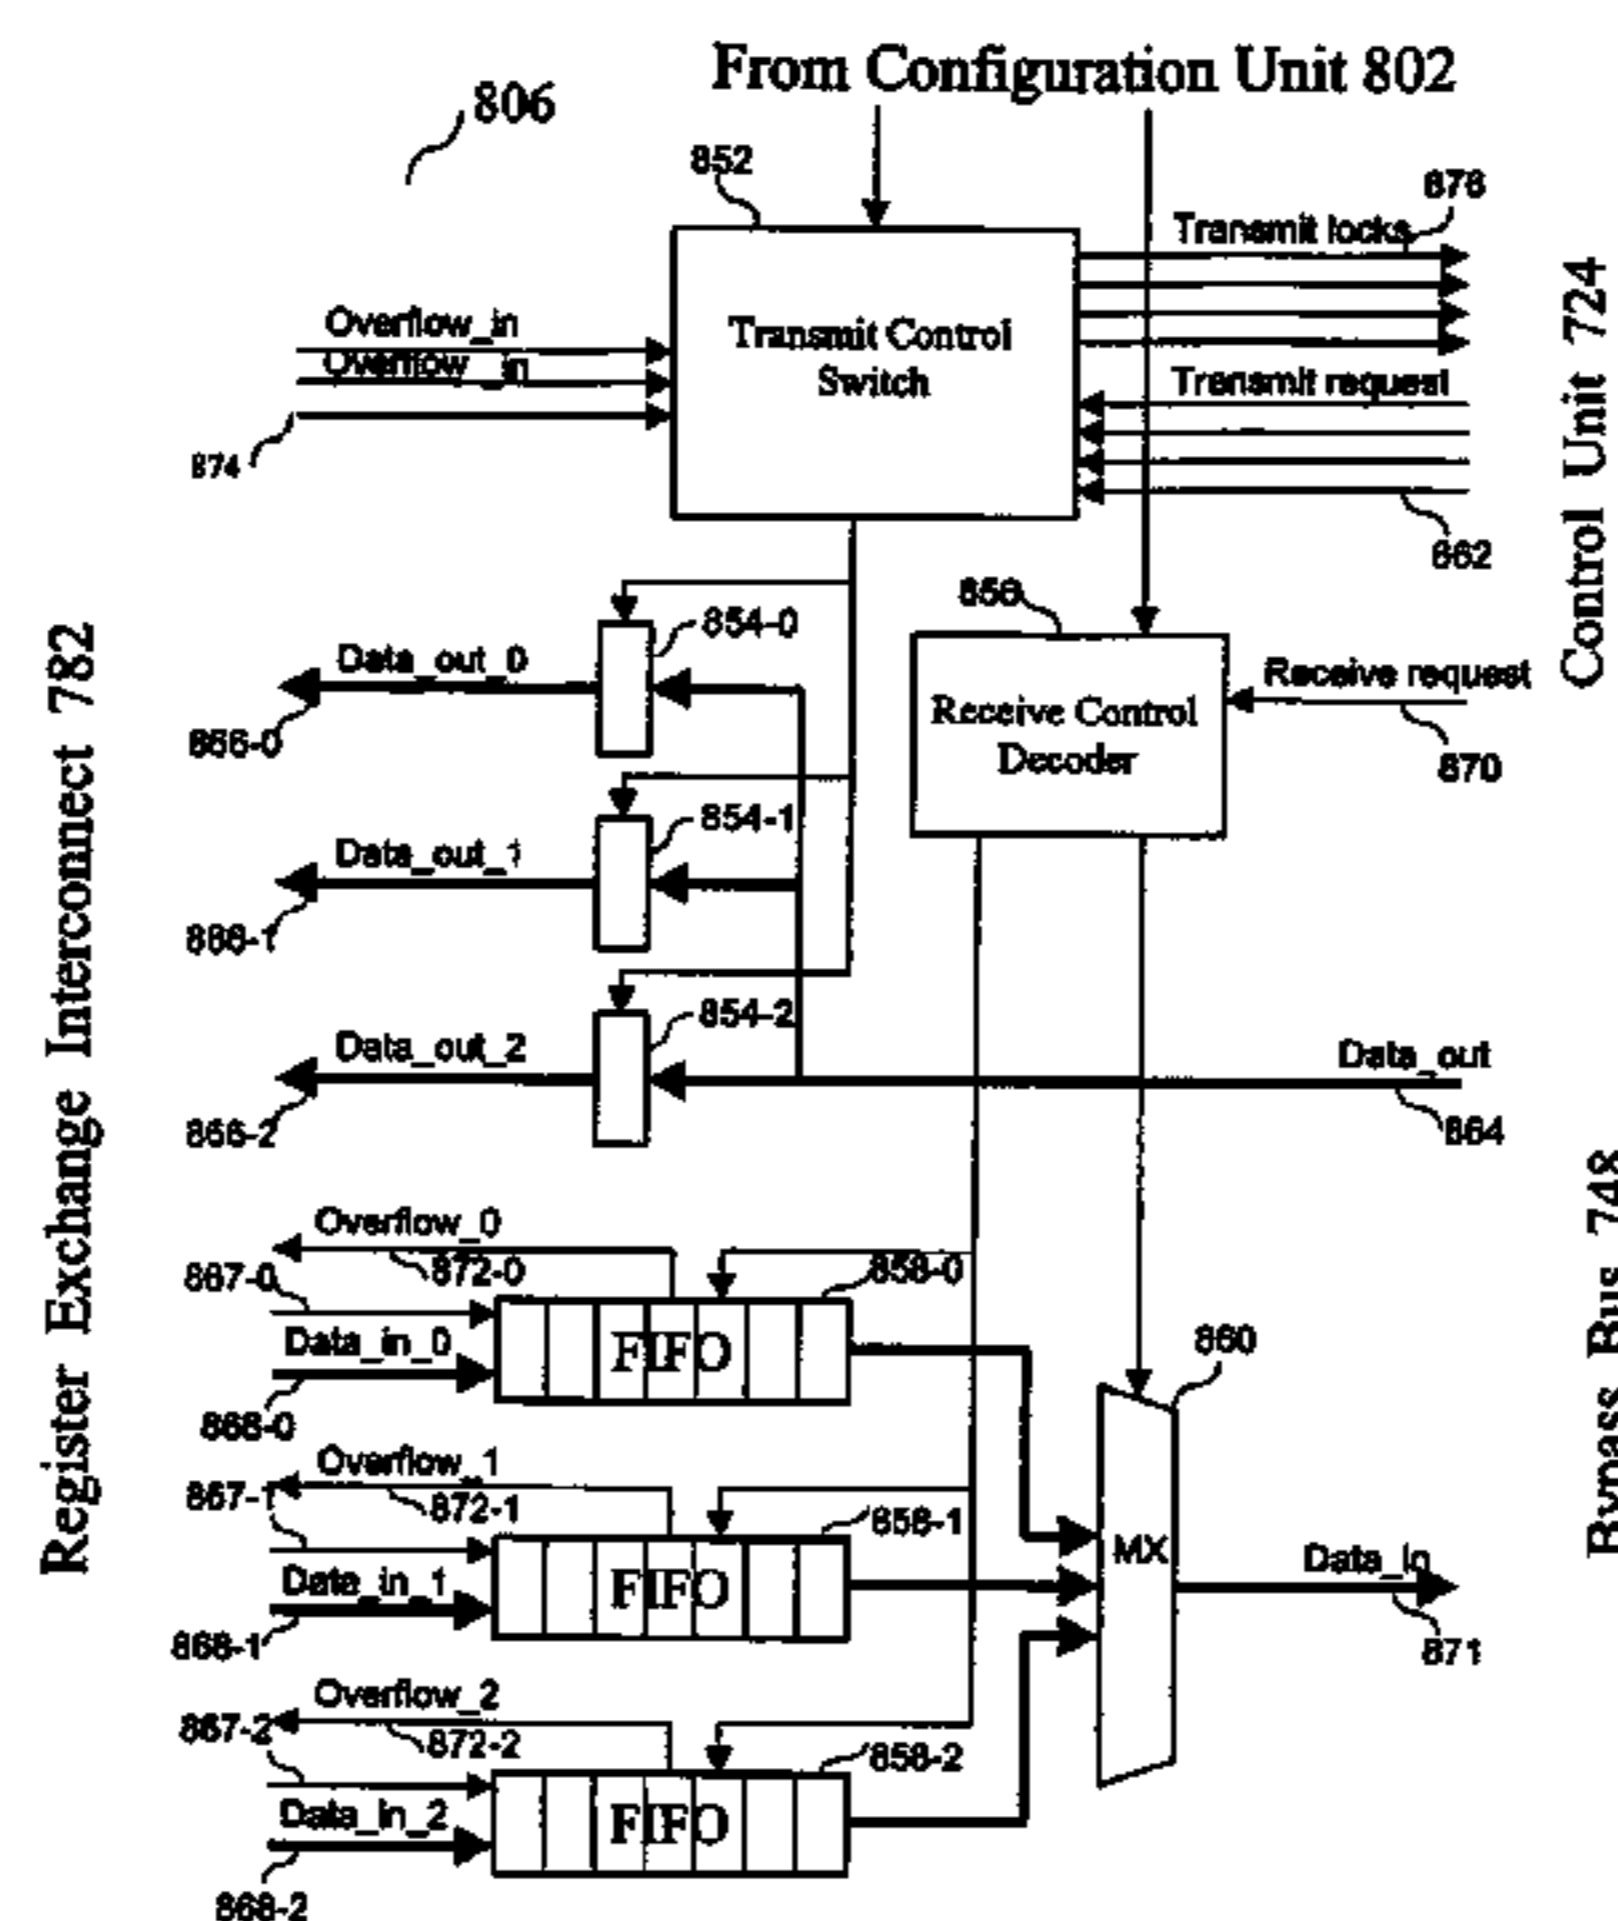 From Configuration Unit 802
806
852
876
Transmit locks
Overflow_in
Overflow_in
Transmit Control
Switch
Transmit request
874
862
Control Unit 724
856
854-0
Data_out_0
Receive request
Receive Control
Decoder
866-0
870
854-1
Data_out_1
866-1
854-2
Data_out_2
Data_out
866-2
864
Register Exchange Interconnect 782
Bypass Bus 748
Overflow_0
867-0
872-0
858-0
Data_in_0
FIFO
860
868-0
Overflow_1
867-1
872-1
858-1
MX
Data_in
Data_in_1
FIFO
868-1
871
Overflow_2
867-2
872-2
858-2
Data_in_2
FIFO
868-2